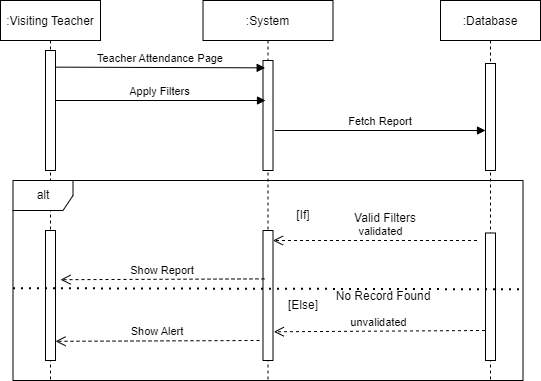 :Visiting Teacher
:System
:Database
Teacher Attendance Page
Apply Filters
Fetch Report
alt
[If]
Valid Filters
validated
Show Report
No Record Found
[Else]
unvalidated
Show Alert